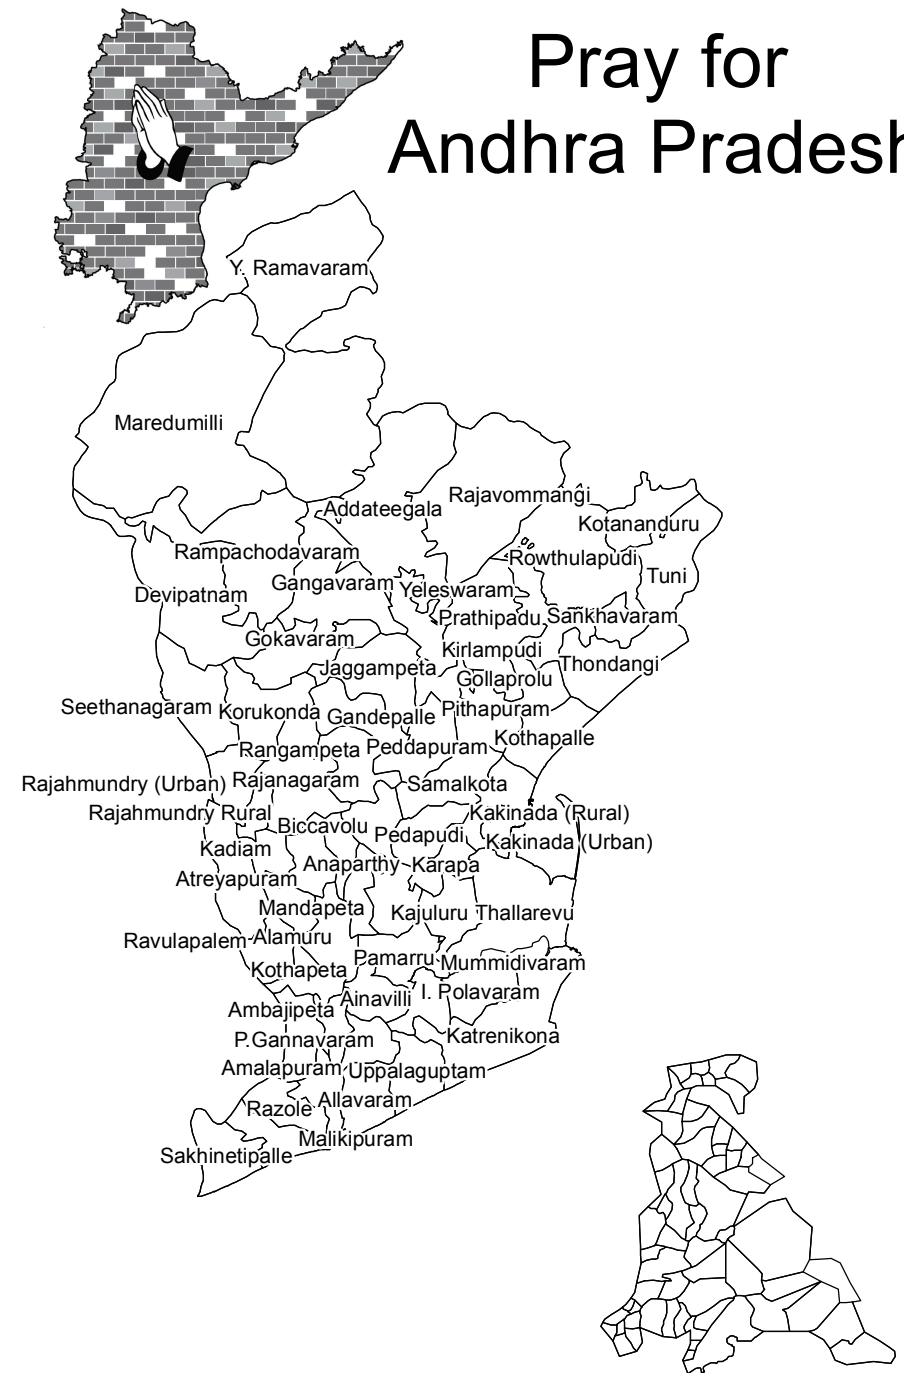 Pray for
Andhra Pradesh
Y. Ramavaram
Maredumilli
Rajavommangi
Addateegala
Kotananduru
Rampachodavaram
Rowthulapudi
Tuni
Gangavaram
Yeleswaram
Devipatnam
Prathipadu
Sankhavaram
Gokavaram
Kirlampudi
Thondangi
Jaggampeta
Gollaprolu
Seethanagaram
Korukonda
Gandepalle
Pithapuram
Kothapalle
Rangampeta
Peddapuram
Rajahmundry (Urban)
Rajanagaram
Samalkota
Rajahmundry Rural
Kakinada (Rural)
Biccavolu
Pedapudi
Kakinada (Urban)
Kadiam
Anaparthy
Karapa
Atreyapuram
Mandapeta
Kajuluru
Thallarevu
Ravulapalem
Alamuru
Pamarru
Mummidivaram
Kothapeta
Ainavilli
I. Polavaram
Ambajipeta
P.Gannavaram
Katrenikona
Amalapuram
Uppalaguptam
Razole
Allavaram
Malikipuram
Sakhinetipalle